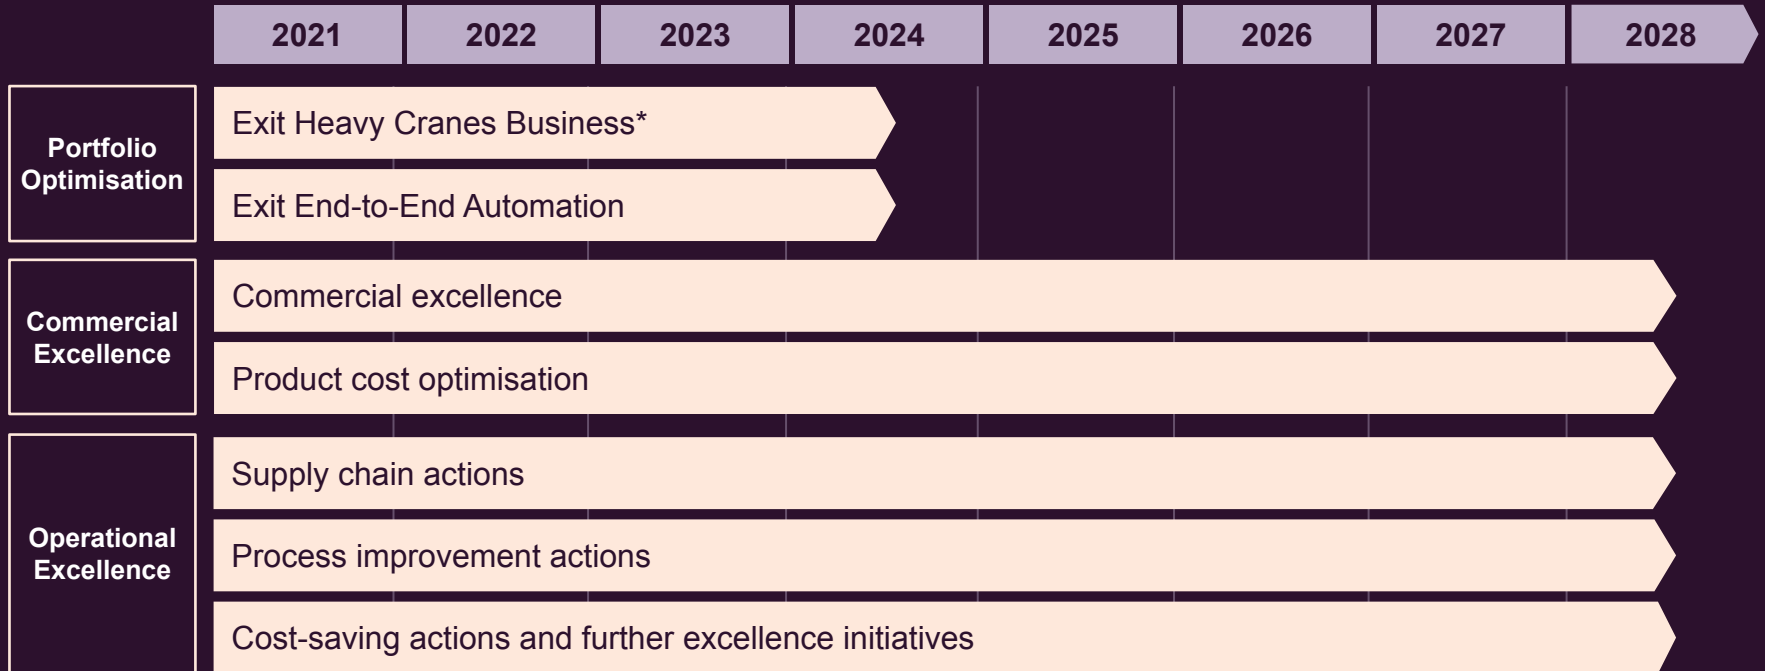 2021 2022 2023 2024 2025 2026 2027 2028
Portfolio
Optimisation
Exit Heavy Cranes Business*
Exit End-to-End Automation
Commercial
Excellence
Commercial excellence
Product cost optimisation
Operational
Excellence
Supply chain actions
Process improvement actions
Cost-saving actions and further excellence initiatives